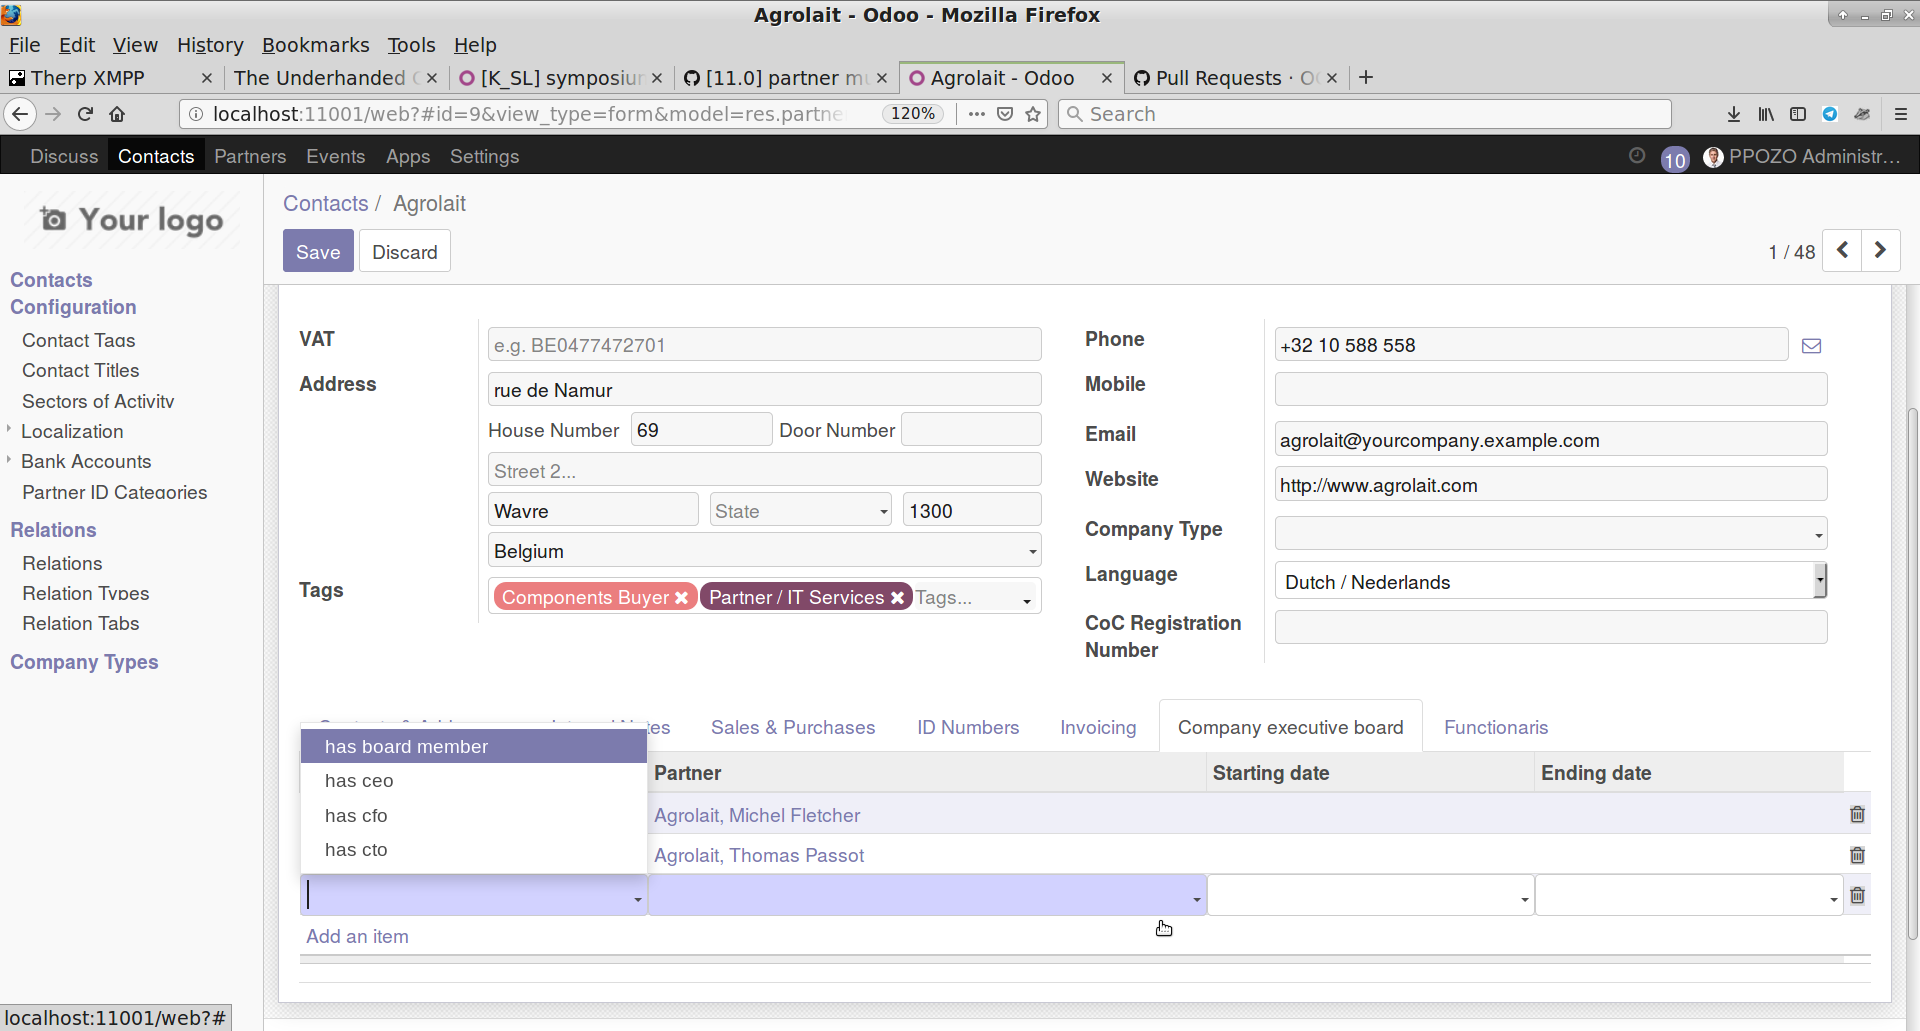 Agrolait - Odoo - Mozilla Firefox
File Edit View History Bookmarks Tools Help
Therp XMPP The Underhanded [K_SL] symposiun [11.0] partner m Agrolait - Odoo Pull Requests ·
localhost:11001/web?#id=9&view_type=form&model=res.partne 120% Search
Discuss Contacts Partners Events Apps Settings 10 PPOZO Administr...
Your logo
Contacts / Agrolait
Save Discard 1 / 48
Contacts
Configuration
Contact Tags
Contact Titles
Sectors of Activity
Localization
Bank Accounts
Partner ID Categories
Relations
Relations
Relation Types
Relation Tabs
Company Types
VAT e.g. BE0477472701
Address rue de Namur
House Number 69 Door Number
Street 2...
Wavre State 1300
Belgium
Tags Components Buyer Partner / IT Services Tags...
Phone +32 10 588 558
Mobile
Email agrolait@yourcompany.example.com
Website http://www.agrolait.com
Company Type
Language Dutch / Nederlands
CoC Registration
Number
Sales & Purchases ID Numbers Invoicing Company executive board Functionaris
has board member
has ceo
has cfo
has cto
Partner Starting date Ending date
Agrolait, Michel Fletcher
Agrolait, Thomas Passot
Add an item
localhost:11001/web?#